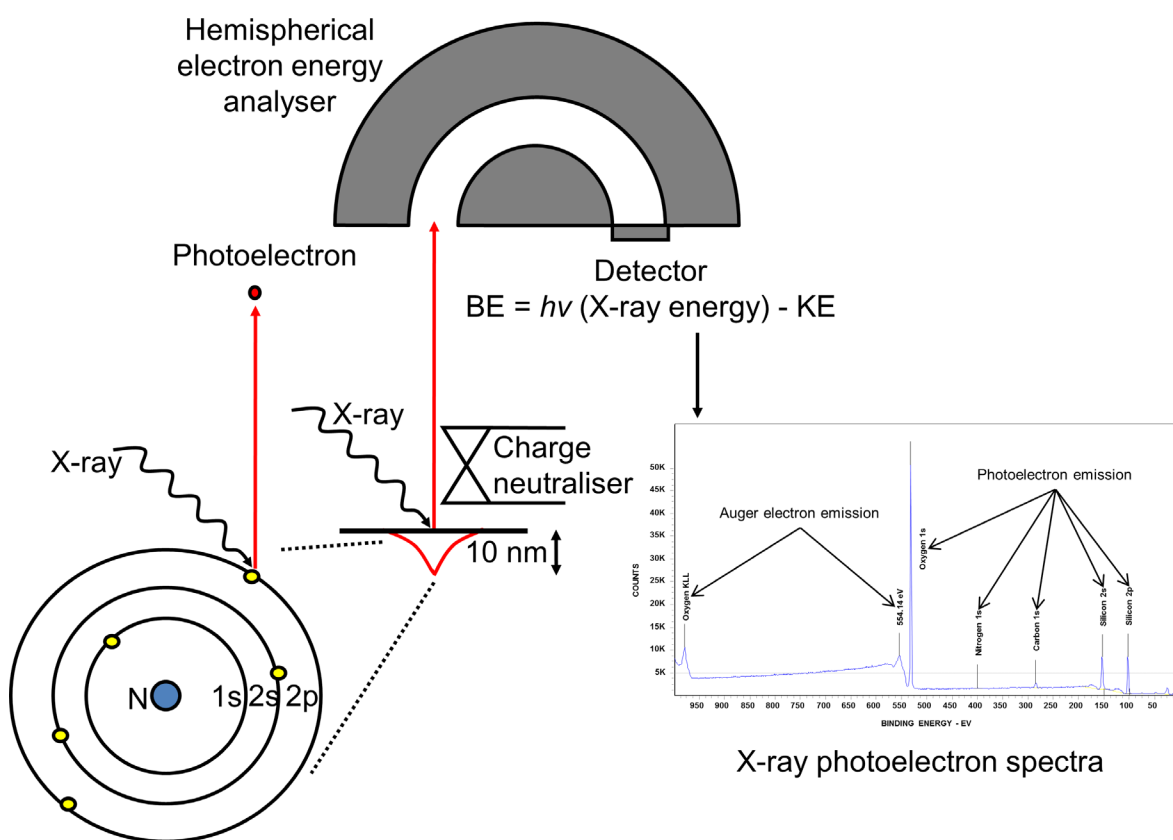 Hemispherical
electron energy
analyser
Photoelectron
Detector
BE = hv (X-ray energy) - KE
X-ray
X-ray
Charge
neutraliser
10 nm
N
1s 2s 2p
50K
45K
40K
35K
30K
25K
20K
15K
10K
5K
COUNTS
Photoelectron emission
Auger electron emission
Oxygen KLL
554.14 eV
Oxygen 1s
Nitrogen 1s
Carbon 1s
Silicon 2s
Silicon 2p
950 900 850 800 750 700 650 600 550 500 450 400 350 300 250 200 150 100 50
BINDING ENERGY - EV
X-ray photoelectron spectra